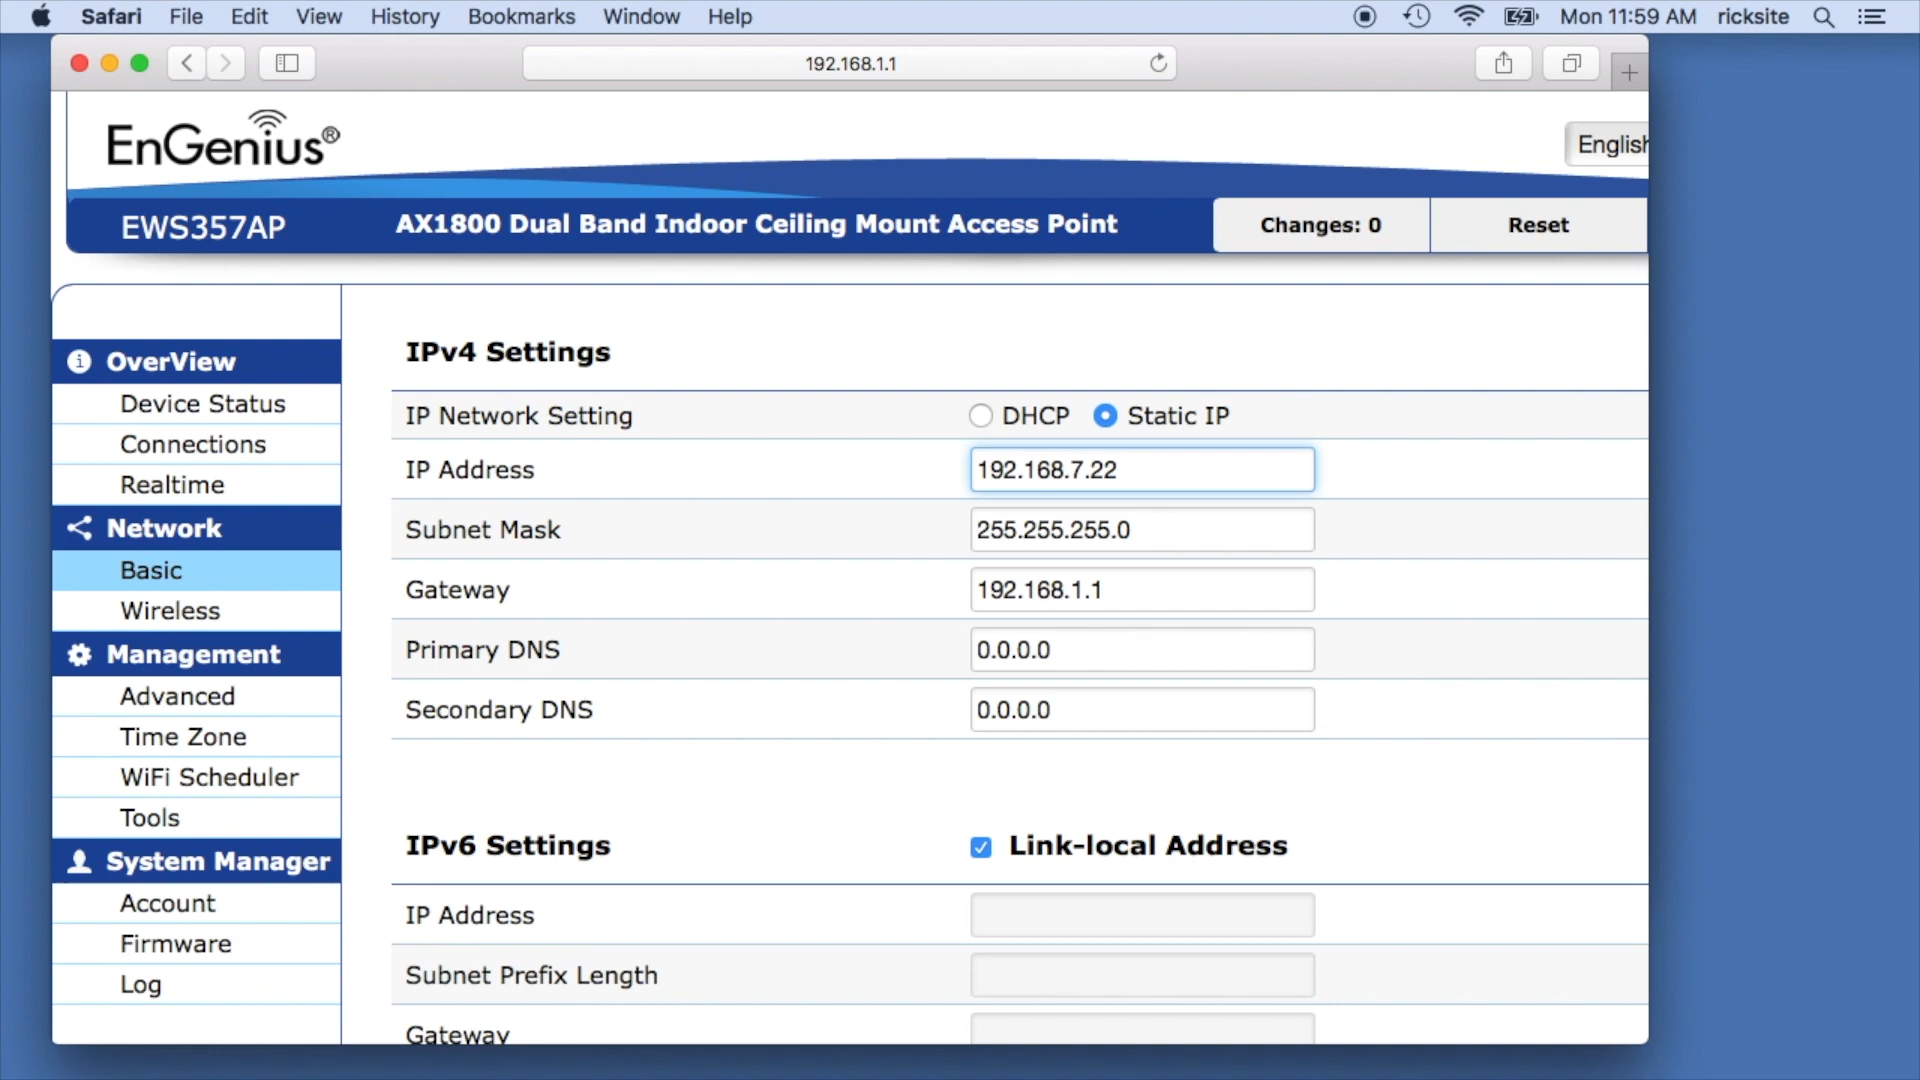 Safari File Edit View History Bookmarks Window Help Mon 11:59 AM ricksite
192.168.1.1
EnGenius®
English
EWS357AP AX1800 Dual Band Indoor Ceiling Mount Access Point Changes: 0 Reset
IPv4 Settings
OverView
Device Status
Connections
Realtime
Network
Basic
Wireless
Management
Advanced
Time Zone
WiFi Scheduler
Tools
System Manager
Account
Firmware
Log
IP Network Setting DHCP Static IP
IP Address 192.168.7.22
Subnet Mask 255.255.255.0
Gateway 192.168.1.1
Primary DNS 0.0.0.0
Secondary DNS 0.0.0.0
IPv6 Settings Link-local Address
IP Address
Subnet Prefix Length
Gateway